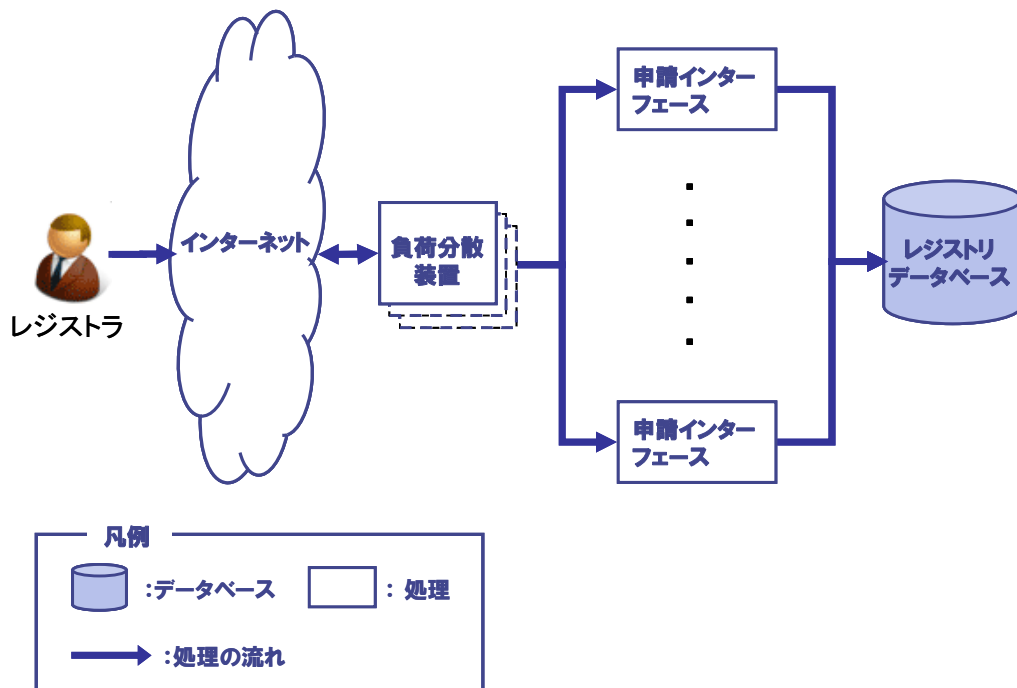 申請インター
フェース
インターネット
負荷分散
装置
レジストリ
データベース
レジストラ
申請インター
フェース
凡例
:データベース
: 処理
:処理の流れ